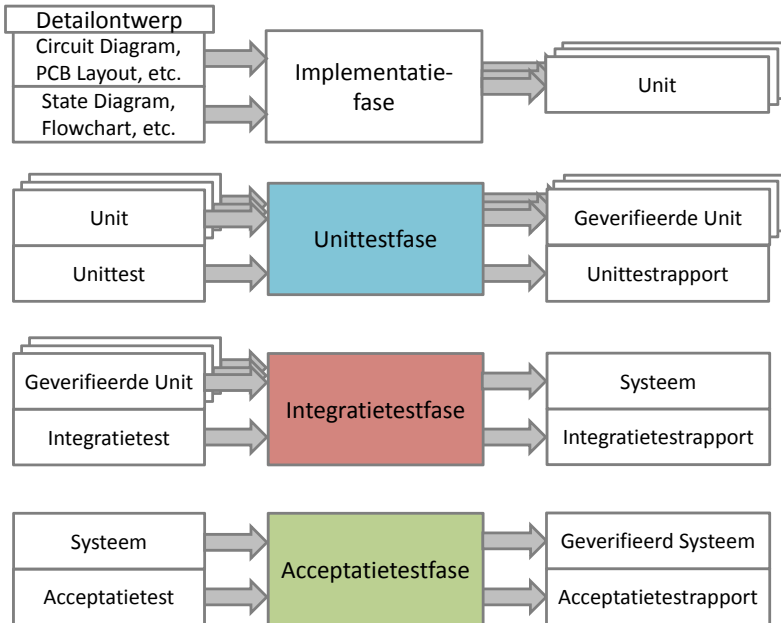 Detailontwerp
Circuit Diagram,
PCB Layout, etc.
State Diagram,
Flowchart, etc.
Implementatie-
fase
Unit
Unit
Unittest
Unittestfase
Geverifieerde Unit
Unittestrapport
Geverifieerde Unit
Integratietest
Integratietestfase
Systeem
Integratietestrapport
Systeem
Acceptatietest
Acceptatietestfase
Geverifieerd Systeem
Acceptatietestrapport